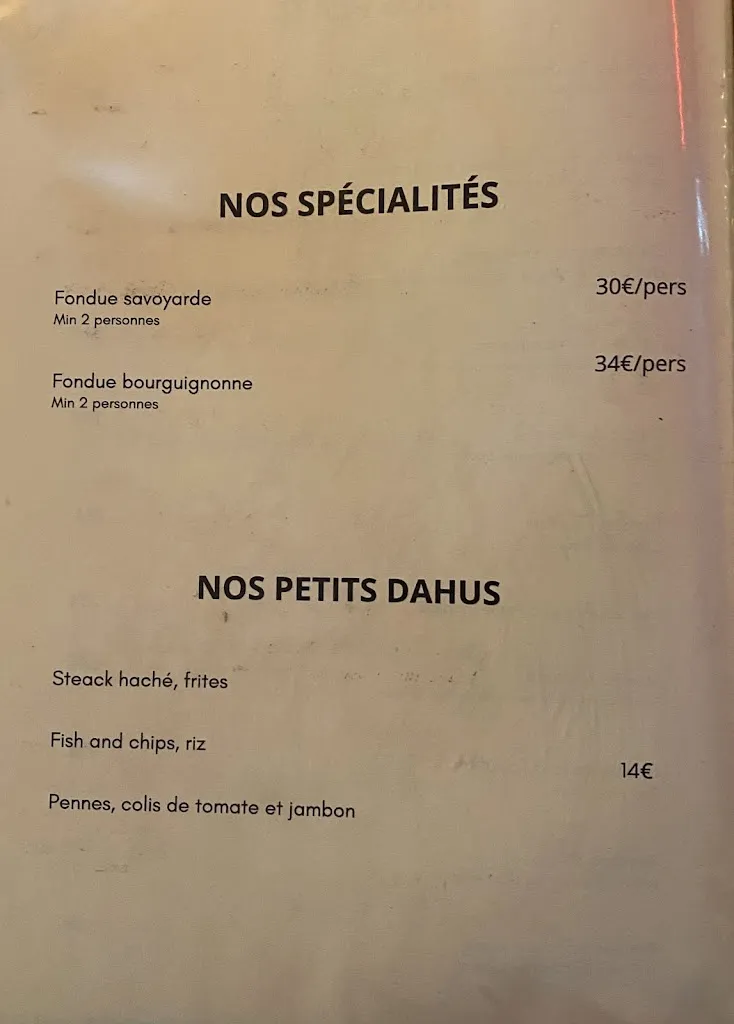 NOS SPÉCIALITÉS
Fondue savoyarde 30€/pers
Min 2 personnes
Fondue bourguignonne 34€/pers
Min 2 personnes
NOS PETITS DAHUS
Steack haché, frites
Fish and chips, riz
14€
Pennes, colis de tomate et jambon